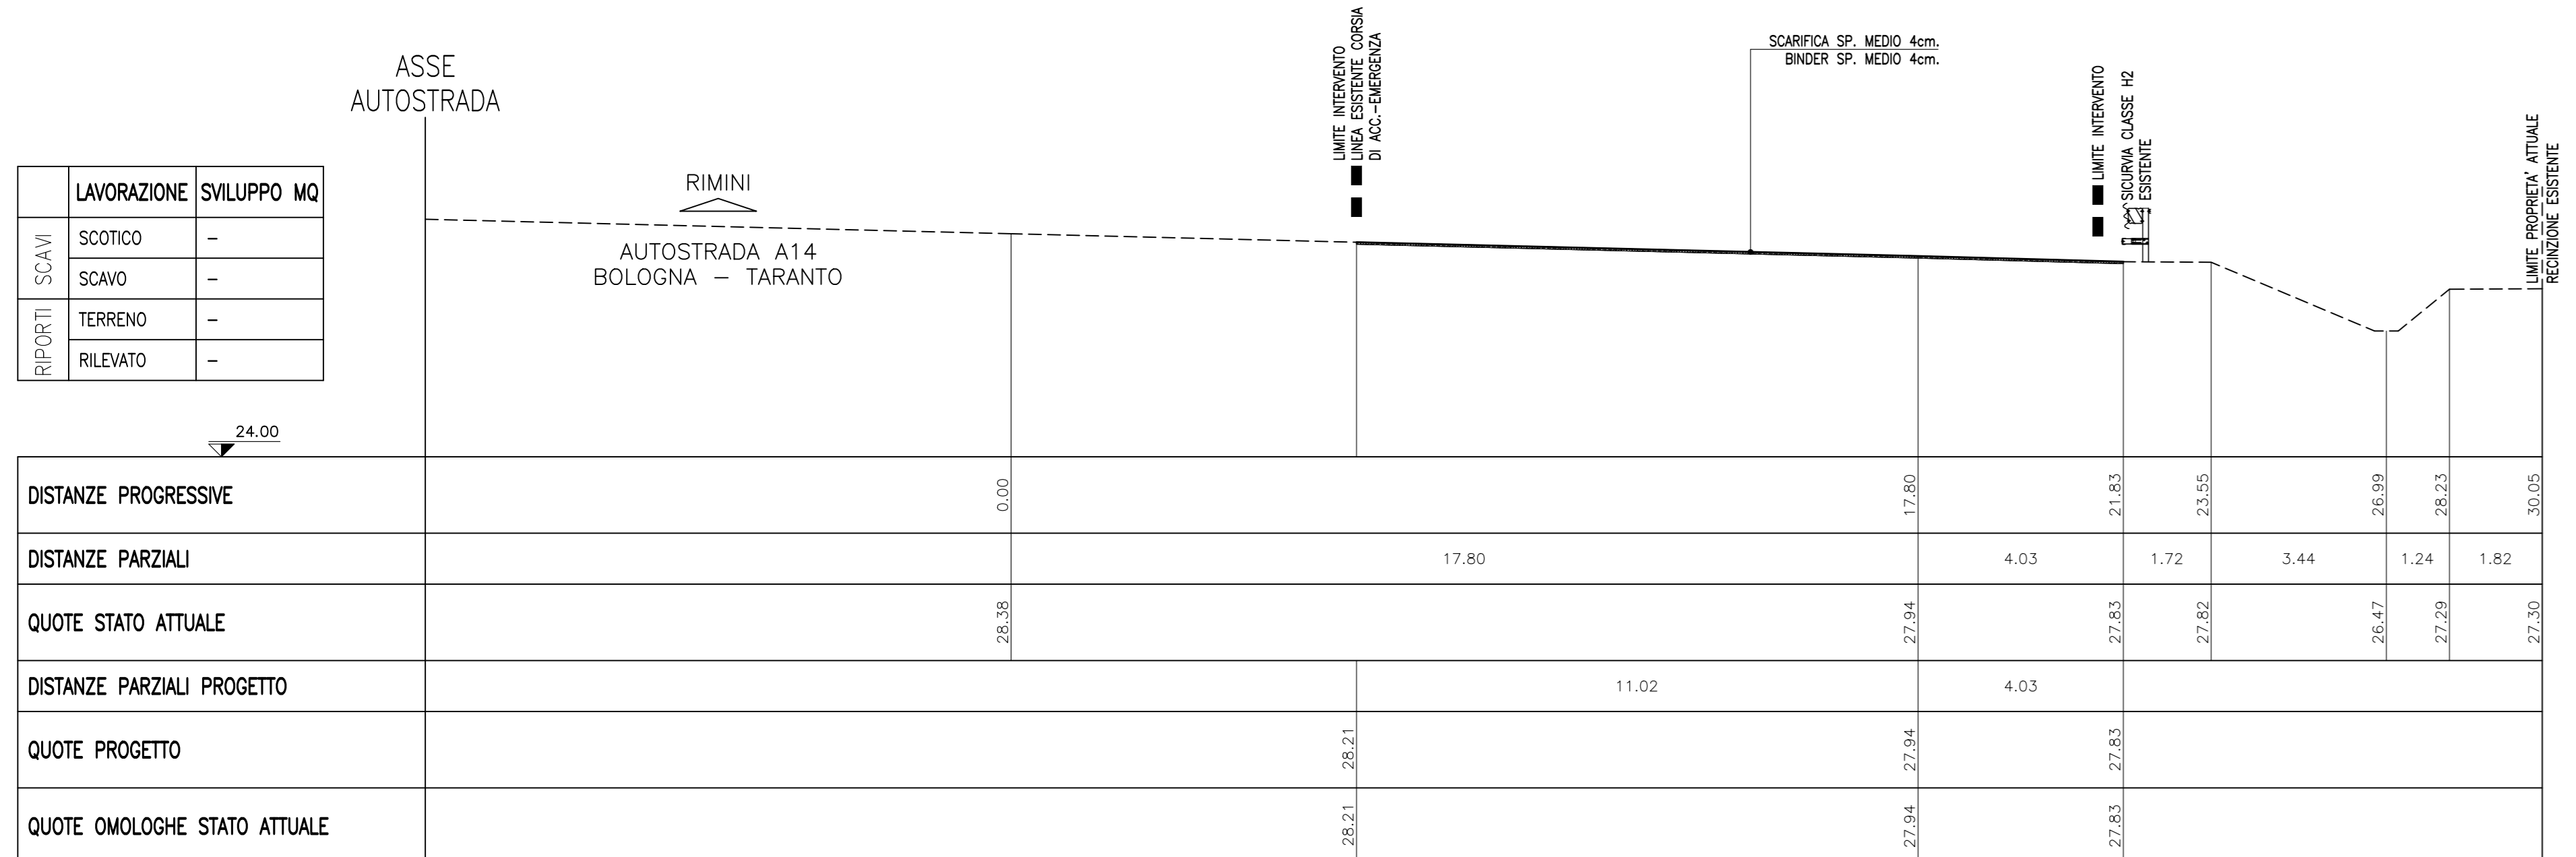 ASSE
AUTOSTRADA
LIMITE INTERVENTO
LINEA ESISTENTE CORSIA
DI ACC.-EMERGENZA
SCARIFICA SP. MEDIO 4cm.
BINDER SP. MEDIO 4cm.
LIMITE INTERVENTO
SICURVIA CLASSE H2
ESISTENTE
LIMITE PROPRIETA' ATTUALE
RECINZIONE ESISTENTE
RIMINI
AUTOSTRADA A14
BOLOGNA – TARANTO
LAVORAZIONE SVILUPPO MQ
SCAVI
SCOTICO –
SCAVO –
RIPORTI
TERRENO –
RILEVATO –
24.00
DISTANZE PROGRESSIVE 0.00 17.80 21.83 23.55 26.99 28.23 30.05
DISTANZE PARZIALI 17.80 4.03 1.72 3.44 1.24 1.82
QUOTE STATO ATTUALE 28.38 27.94 27.83 27.82 26.47 27.29 27.30
DISTANZE PARZIALI PROGETTO 11.02 4.03
QUOTE PROGETTO 28.21 27.94 27.83
QUOTE OMOLOGHE STATO ATTUALE 28.21 27.94 27.83